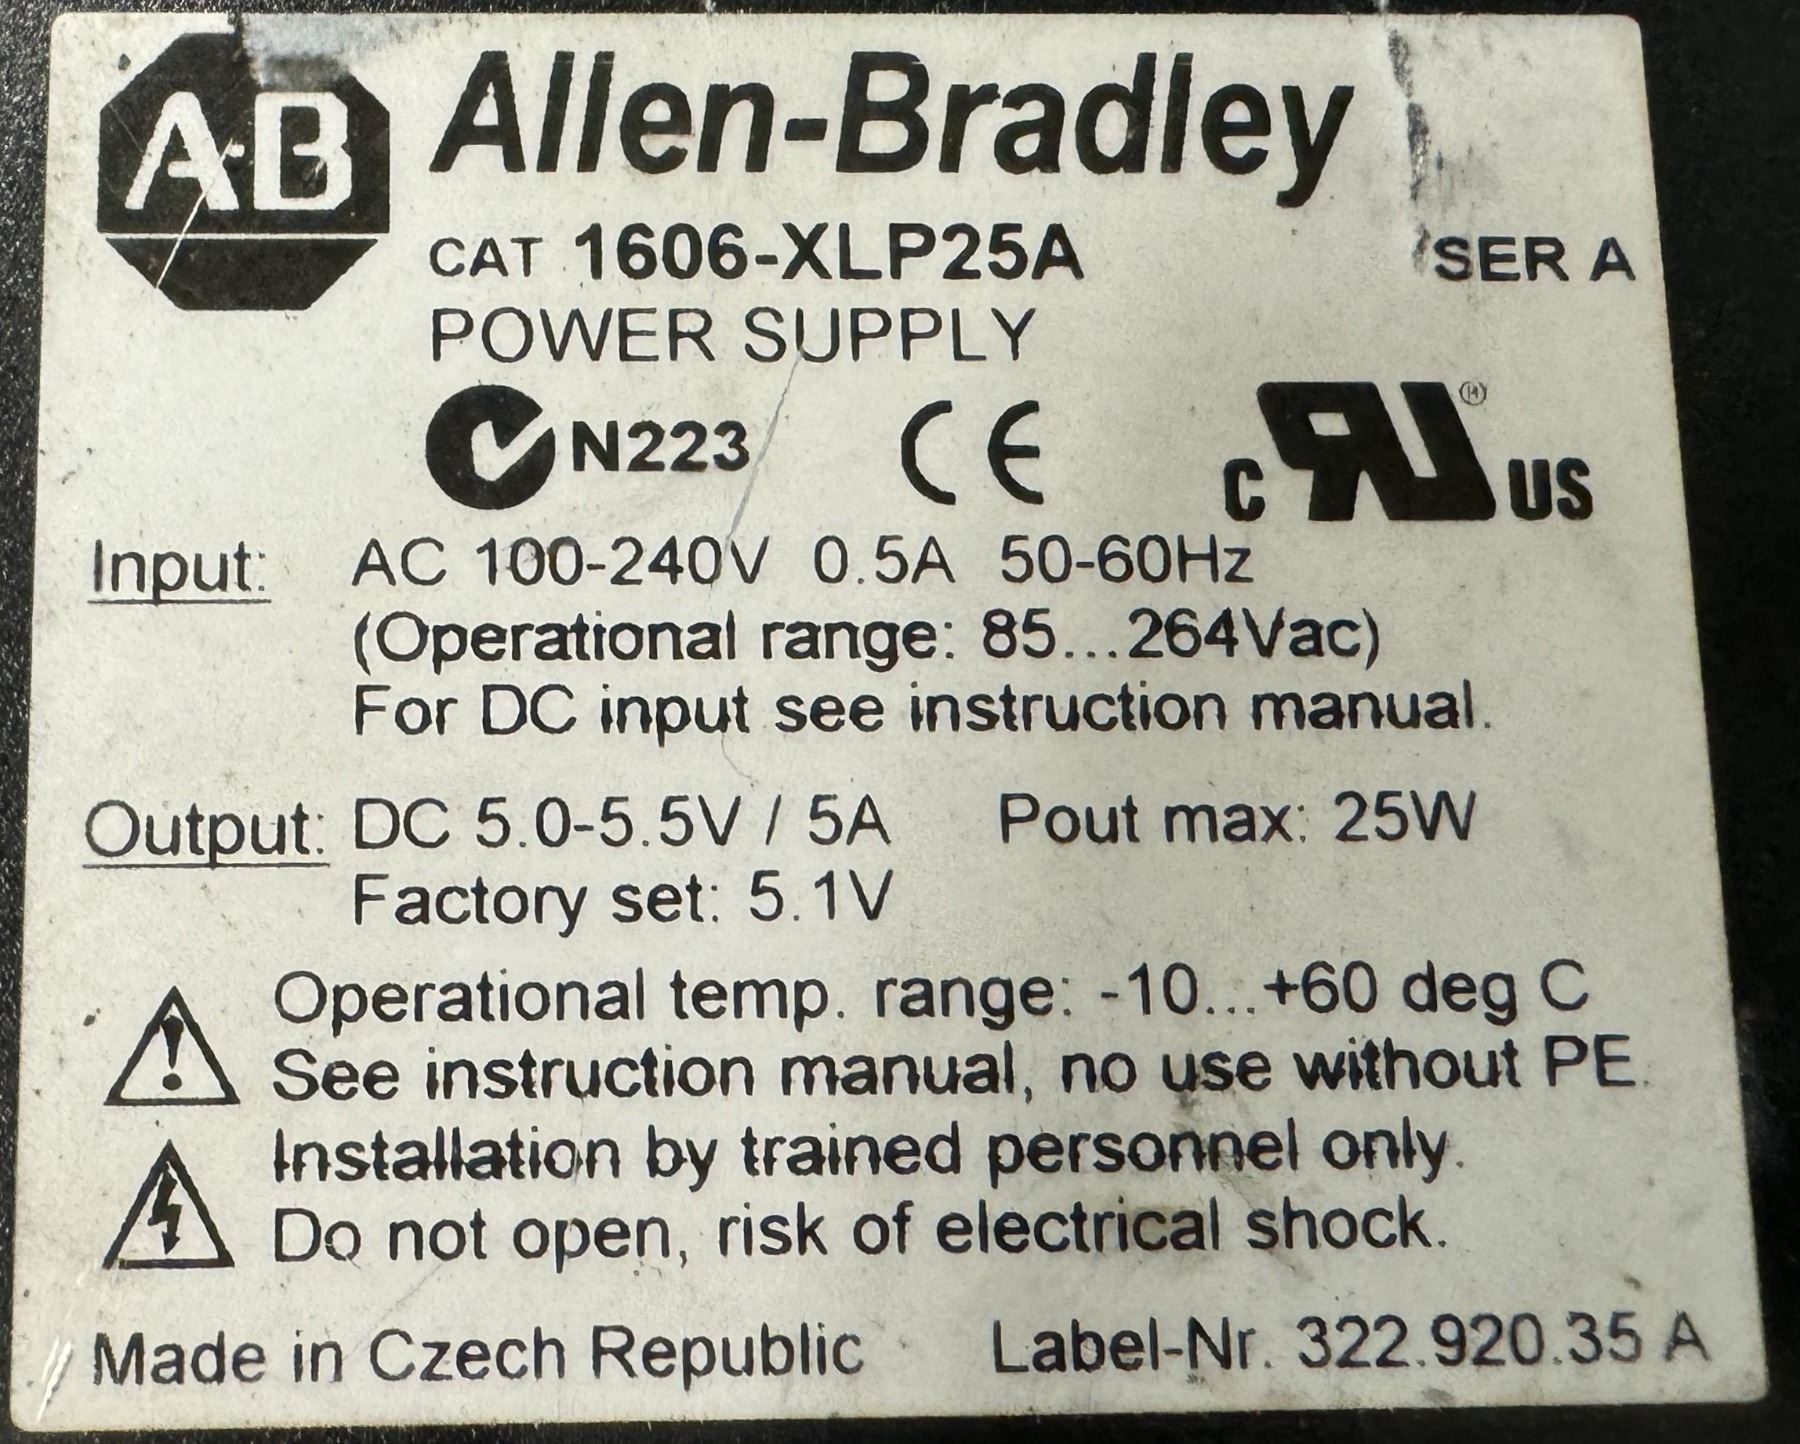 AB Allen-Bradley
CAT 1606-XLP25A SER A
POWER SUPPLY
N223 CE c RU ® US
Input: AC 100-240V 0.5A 50-60Hz
(Operational range: 85...264Vac)
For DC input see instruction manual.
Output: DC 5.0-5.5V / 5A Pout max: 25W
Factory set: 5.1V
Operational temp. range: -10...+60 deg C
See instruction manual, no use without PE.
Installation by trained personnel only.
Do not open, risk of electrical shock.
Made in Czech Republic Label-Nr. 322.920.35 A